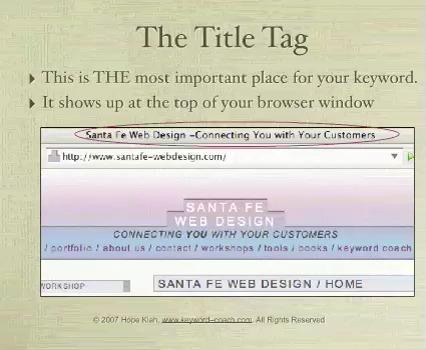 The Title Tag
This is THE most important place for your keyword.
It shows up at the top of your browser window
Santa Fe Web Design -Connecting You with Your Customers
http://www.santafe-webdesign.com/
SANTA FE
WEB DESIGN
CONNECTING YOU WITH YOUR CUSTOMERS
/ portfolio / about us / contact / workshops / tools / books / keyword coach
WORKSHOP
SANTA FE WEB DESIGN / HOME
© 2007 Hope Kiah, www.keyword-coach.com. All Rights Reserved